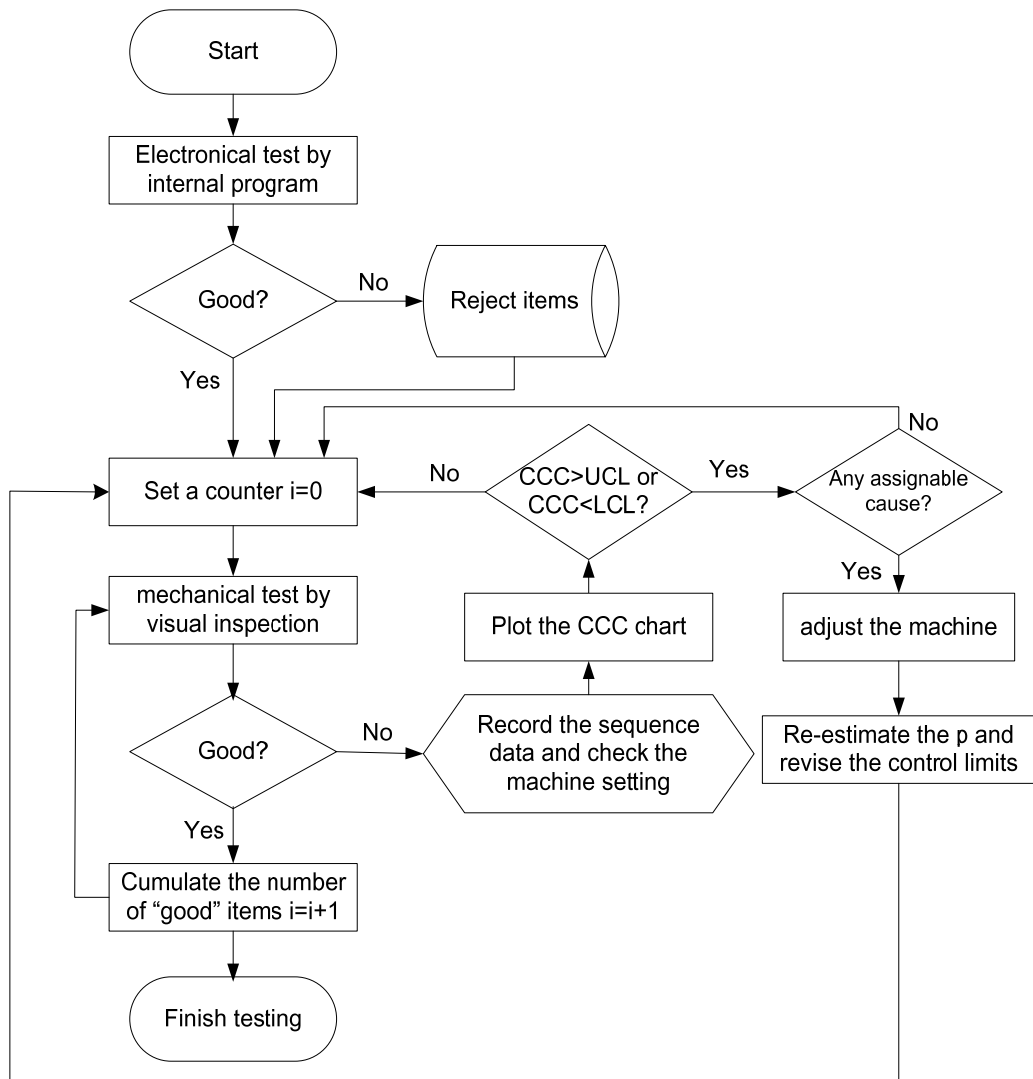 Start
Electronical test by
internal program
Good?
No
Reject items
Yes
No
Set a counter i=0
No
CCC>UCL or
CCC<LCL?
Yes
Any assignable
cause?
Yes
mechanical test by
visual inspection
Plot the CCC chart
adjust the machine
Good?
No
Record the sequence
data and check the
machine setting
Re-estimate the p and
revise the control limits
Yes
Cumulate the number
of “good” items i=i+1
Finish testing